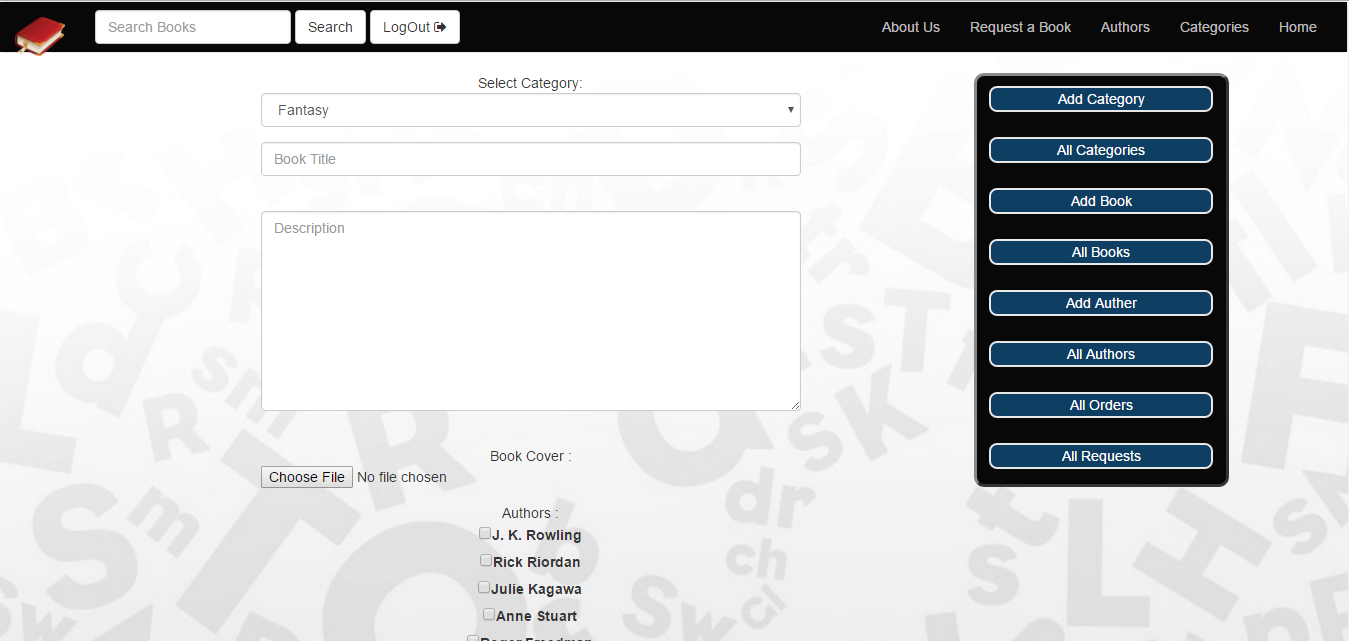 Search Books Search LogOut About Us Request a Book Authors Categories Home
Select Category:
Fantasy
Book Title
Description
Book Cover :
Choose File No file chosen
Authors :
J. K. Rowling
Rick Riordan
Julie Kagawa
Anne Stuart
Roger Freedman
Add Category
All Categories
Add Book
All Books
Add Auther
All Authors
All Orders
All Requests